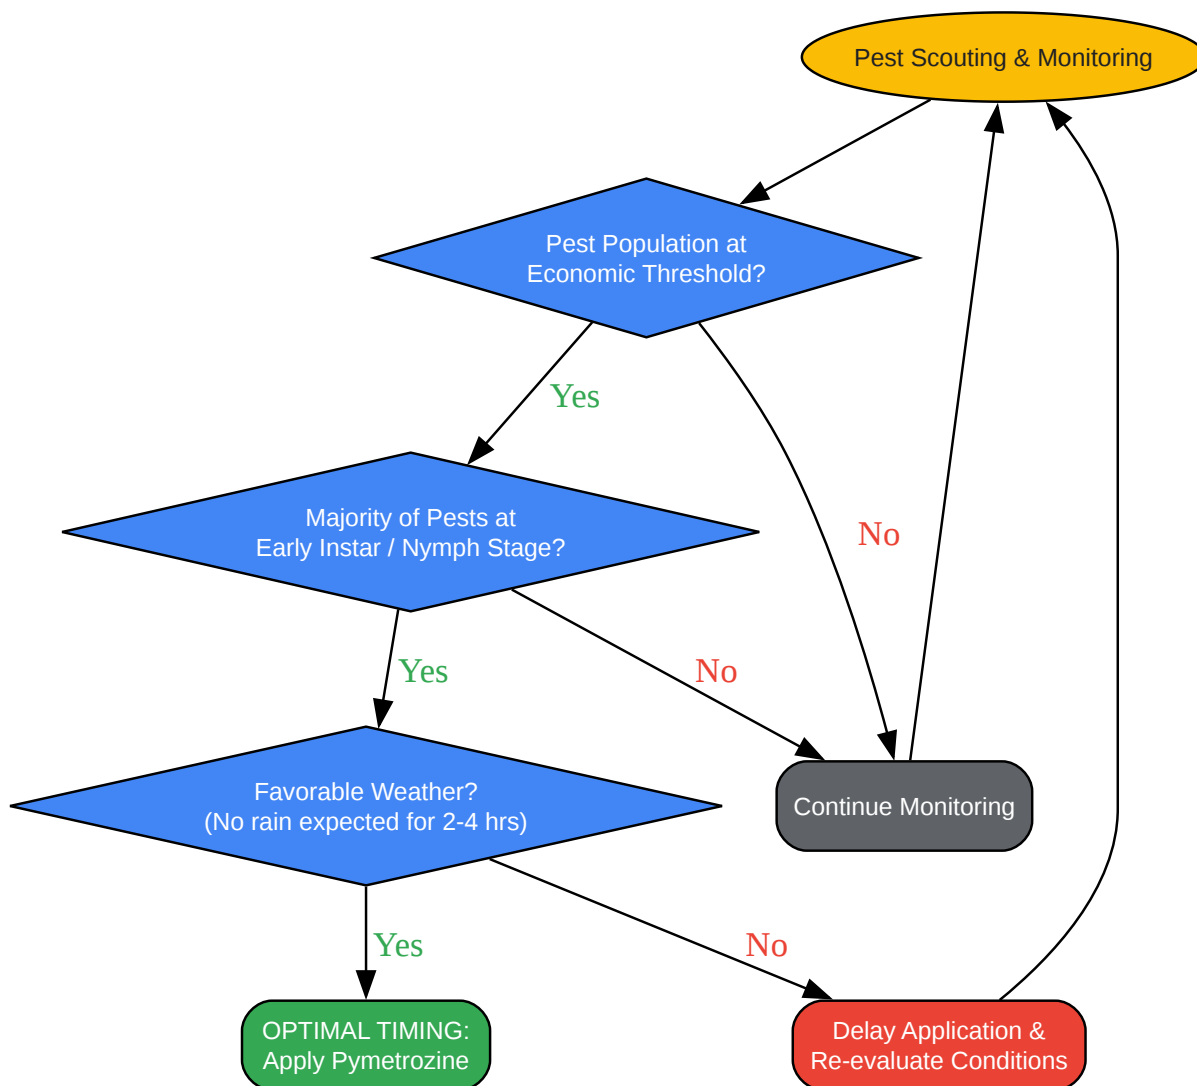 Pest Scouting & Monitoring
Pest Population at
Economic Threshold?
Yes
No
Majority of Pests at
Early Instar / Nymph Stage?
Yes
No
Favorable Weather?
(No rain expected for 2-4 hrs)
Continue Monitoring
Yes
No
OPTIMAL TIMING:
Apply Pymetrozine
Delay Application &
Re-evaluate Conditions